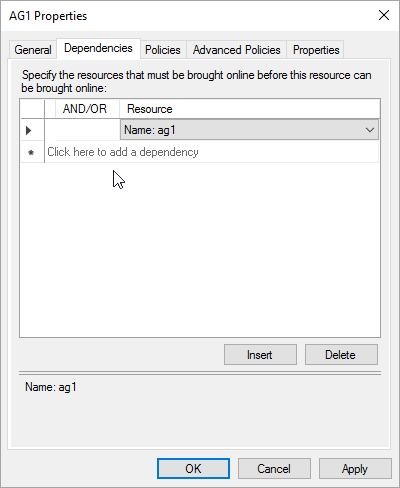 AG1 Properties
General Dependencies Policies Advanced Policies Properties
Specify the resources that must be brought online before this resource can
be brought online:
AND/OR Resource
Name: ag1
Click here to add a dependency
Insert Delete
Name: ag1
OK Cancel Apply